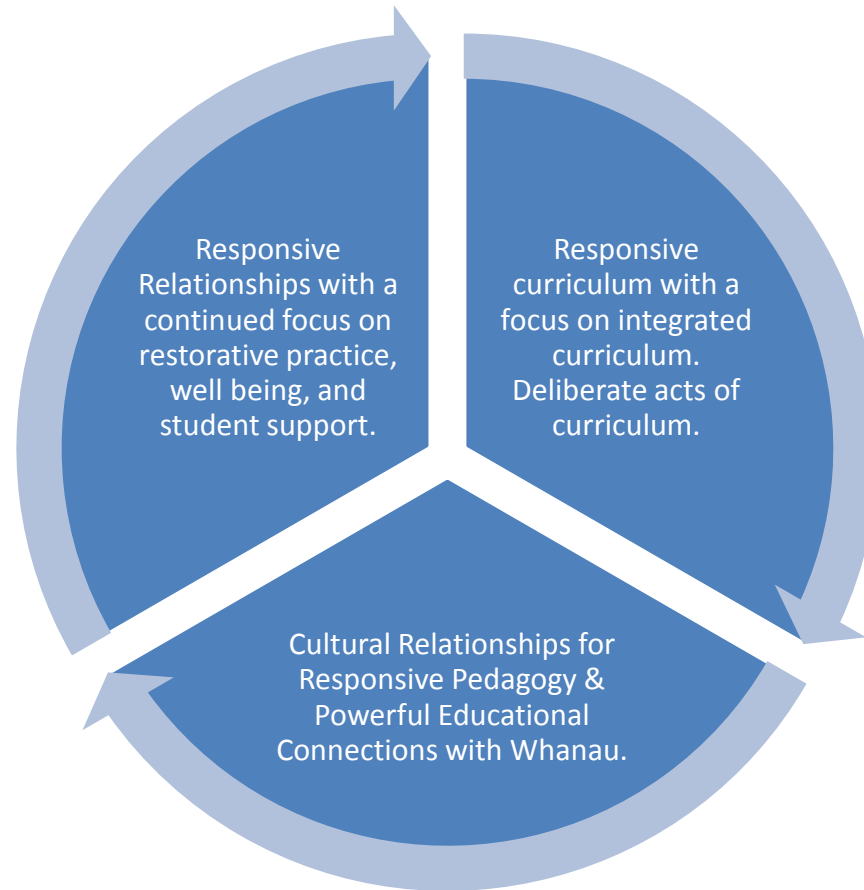 Responsive
Relationships with a
continued focus on
restorative practice,
well being, and
student support.
Responsive
curriculum with a
focus on integrated
curriculum.
Deliberate acts of
curriculum.
Cultural Relationships for
Responsive Pedagogy &
Powerful Educational
Connections with Whanau.